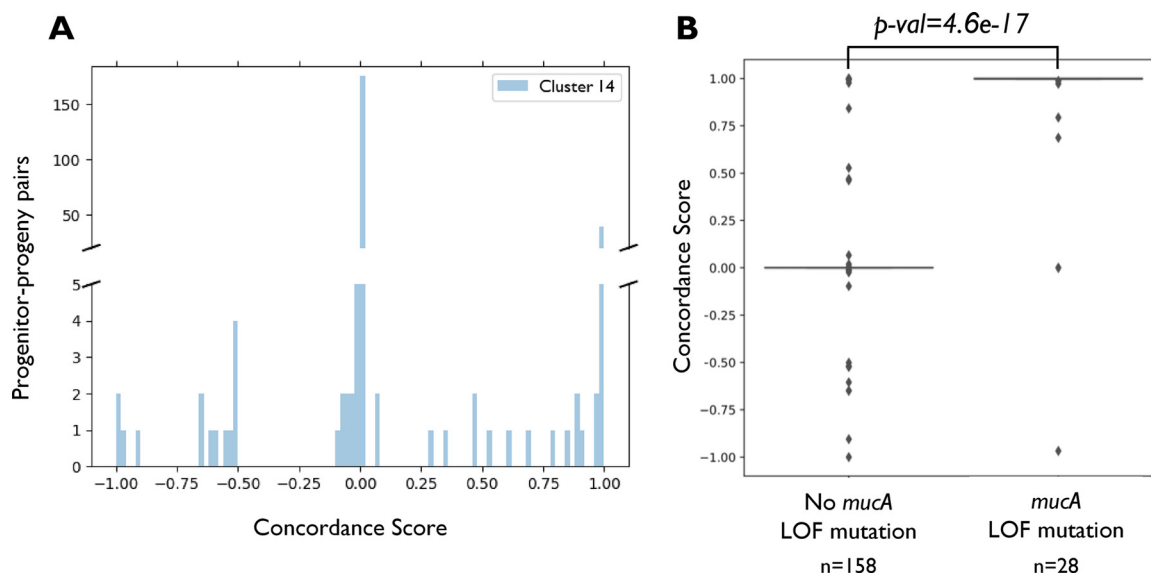 A
Cluster 14
150
100
50
5
4
3
2
1
0
Progenitor-progeny pairs
−1.00 −0.75 −0.50 −0.25 0.00 0.25 0.50 0.75 1.00
Concordance Score
B
p-val=4.6e-17
1.00
0.75
0.50
0.25
0.00
-0.25
-0.50
−0.75
−1.00
Concordance Score
No mucA
LOF mutation
n=158
mucA
LOF mutation
n=28